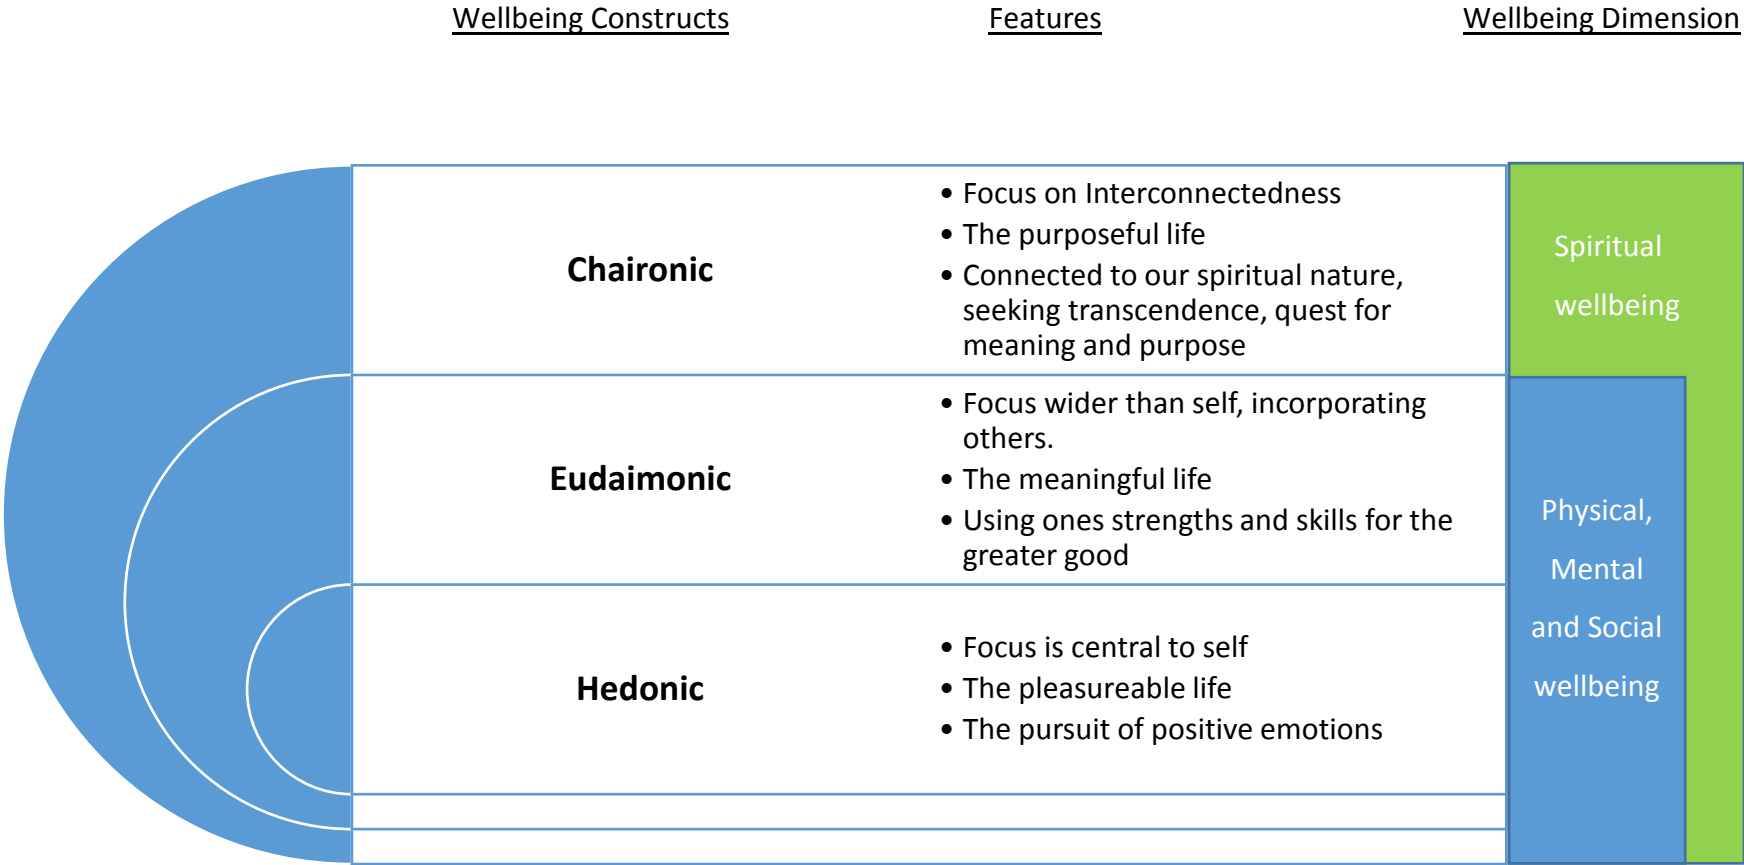 Wellbeing Constructs
Features
Wellbeing Dimension
Chaironic
• Focus on Interconnectedness
• The purposeful life
• Connected to our spiritual nature,
seeking transcendence, quest for
meaning and purpose
Spiritual
wellbeing
Eudaimonic
• Focus wider than self, incorporating
others.
• The meaningful life
• Using ones strengths and skills for the
greater good
Hedonic
• Focus is central to self
• The pleasureable life
• The pursuit of positive emotions
Physical,
Mental
and Social
wellbeing